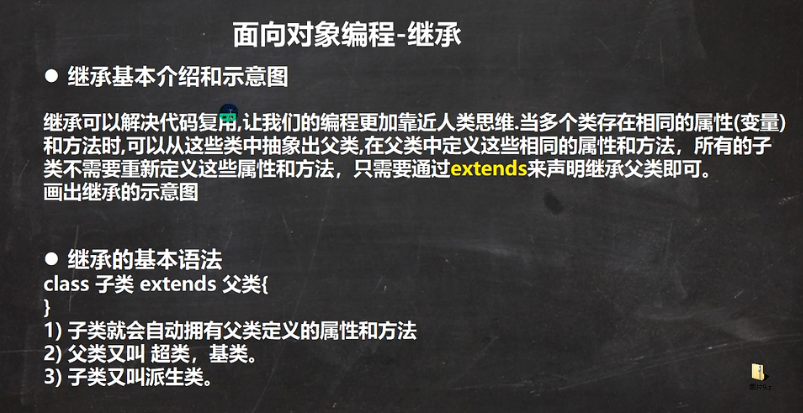 面向对象编程-继承
● 继承基本介绍和示意图
继承可以解决代码复用,让我们的编程更加靠近人类思维.当多个类存在相同的属性(变量)
和方法时,可以从这些类中抽象出父类,在父类中定义这些相同的属性和方法，所有的子
类不需要重新定义这些属性和方法，只需要通过extends来声明继承父类即可。
画出继承的示意图
● 继承的基本语法
class 子类 extends 父类{
}
1) 子类就会自动拥有父类定义的属性和方法
2) 父类又叫 超类，基类。
3) 子类又叫派生类。